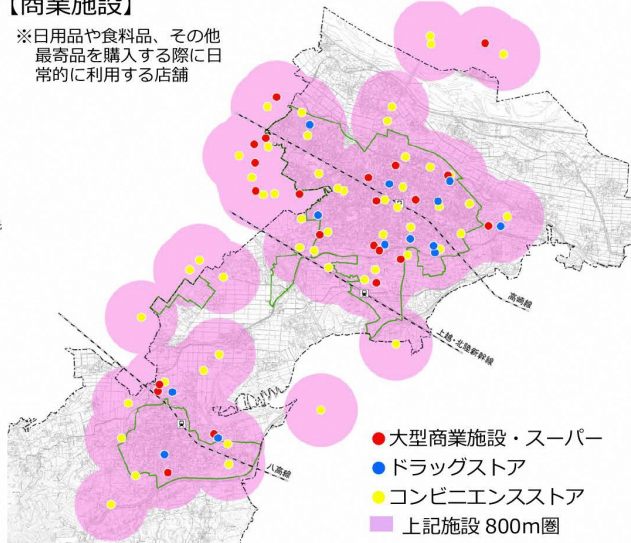 【商業施設】
※日用品や食料品、その他
最寄品を購入する際に日
常的に利用する店舗
高崎線
上越・北陸新幹線
八高線
大型商業施設・スーパー
ドラッグストア
コンビニエンスストア
上記施設 800m圏